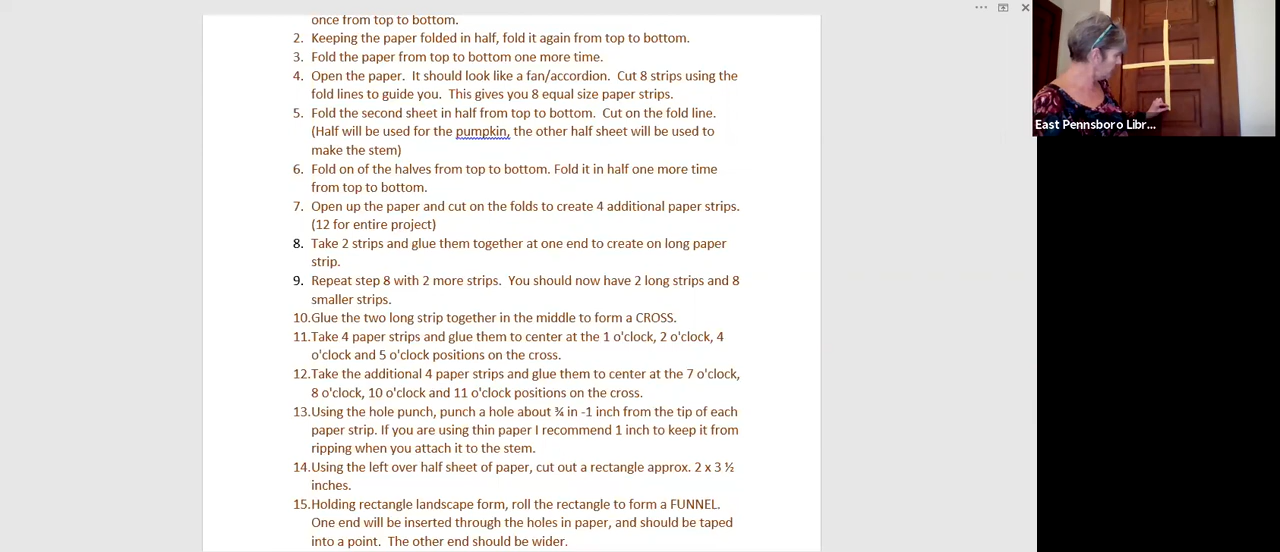 once from top to bottom.
2. Keeping the paper folded in half, fold it again from top to bottom.
3. Fold the paper from top to bottom one more time.
4. Open the paper.  It should look like a fan/accordion.  Cut 8 strips using the
fold lines to guide you.  This gives you 8 equal size paper strips.
5. Fold the second sheet in half from top to bottom.  Cut on the fold line.
(Half will be used for the pumpkin, the other half sheet will be used to
make the stem)
6. Fold on of the halves from top to bottom. Fold it in half one more time
from top to bottom.
7. Open up the paper and cut on the folds to create 4 additional paper strips.
(12 for entire project)
8. Take 2 strips and glue them together at one end to create on long paper
strip.
9. Repeat step 8 with 2 more strips.  You should now have 2 long strips and 8
smaller strips.
10.Glue the two long strip together in the middle to form a CROSS.
11.Take 4 paper strips and glue them to center at the 1 o'clock, 2 o'clock, 4
o'clock and 5 o'clock positions on the cross.
12.Take the additional 4 paper strips and glue them to center at the 7 o'clock,
8 o'clock, 10 o'clock and 11 o'clock positions on the cross.
13.Using the hole punch, punch a hole about ¾ in -1 inch from the tip of each
paper strip. If you are using thin paper I recommend 1 inch to keep it from
ripping when you attach it to the stem.
14.Using the left over half sheet of paper, cut out a rectangle approx. 2 x 3 ½
inches.
15.Holding rectangle landscape form, roll the rectangle to form a FUNNEL.
One end will be inserted through the holes in paper, and should be taped
into a point.  The other end should be wider.
East Pennsboro Libr...